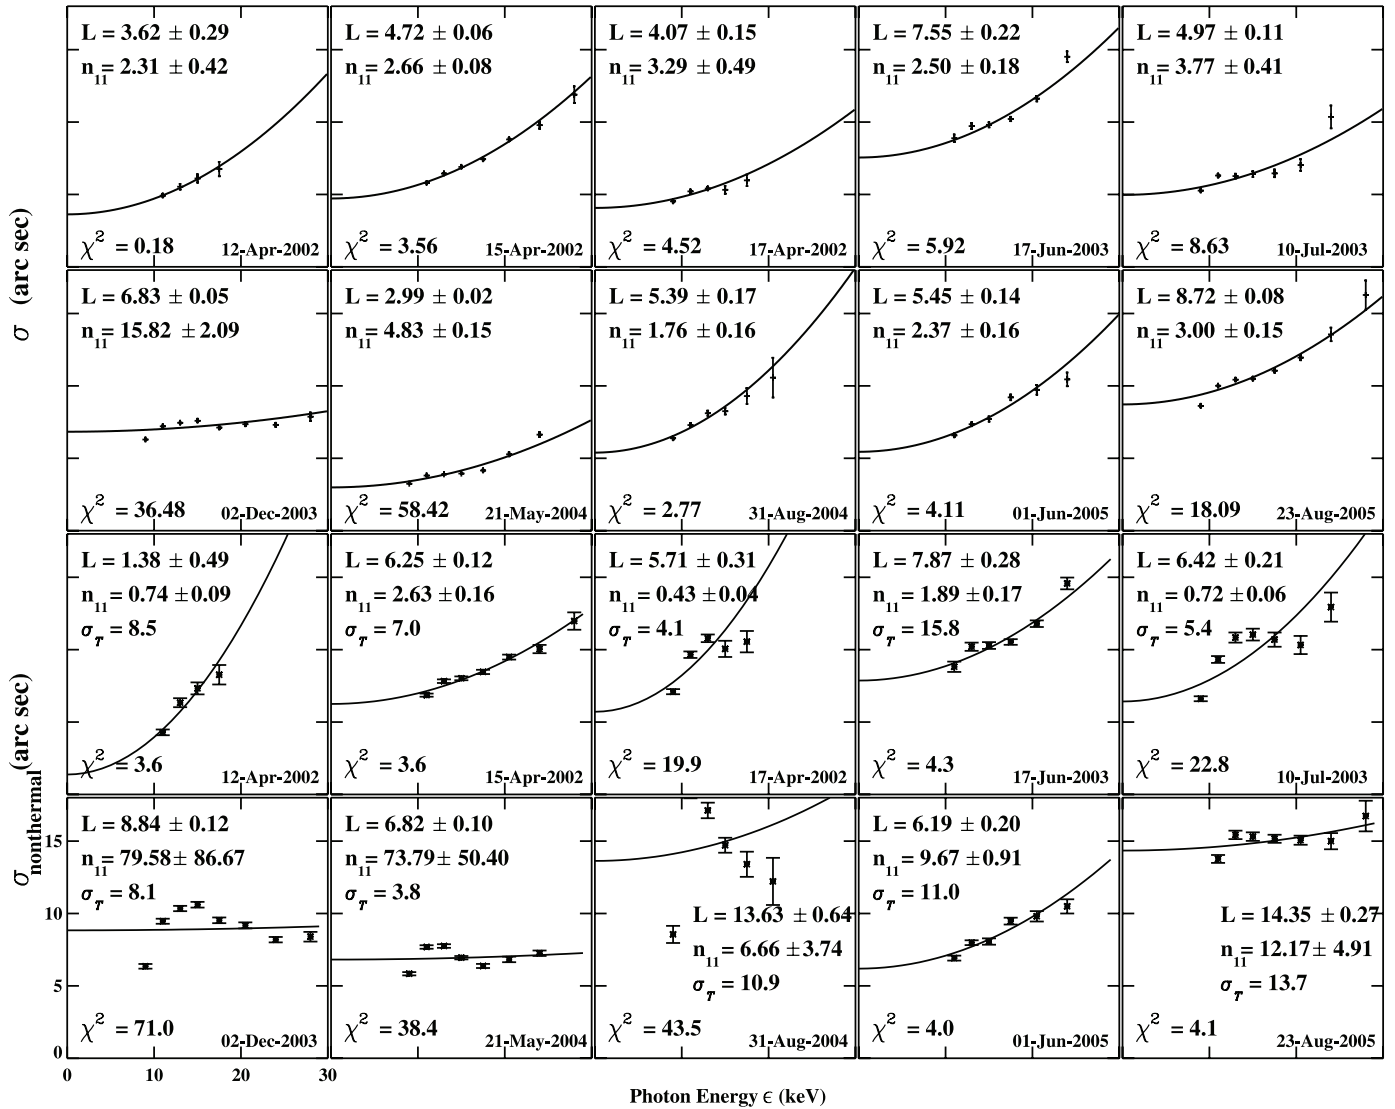 L = 3.62 ± 0.29
n11= 2.31 ± 0.42
χ2 = 0.18
12-Apr-2002
L = 4.72 ± 0.06
n11= 2.66 ± 0.08
χ2 = 3.56
15-Apr-2002
L = 4.07 ± 0.15
n11= 3.29 ± 0.49
χ2 = 4.52
17-Apr-2002
L = 7.55 ± 0.22
n11= 2.50 ± 0.18
χ2 = 5.92
17-Jun-2003
L = 4.97 ± 0.11
n11= 3.77 ± 0.41
χ2 = 8.63
10-Jul-2003
σ (arc sec)
L = 6.83 ± 0.05
n11= 15.82 ± 2.09
χ2 = 36.48
02-Dec-2003
L = 2.99 ± 0.02
n11= 4.83 ± 0.15
χ2 = 58.42
21-May-2004
L = 5.39 ± 0.17
n11= 1.76 ± 0.16
χ2 = 2.77
31-Aug-2004
L = 5.45 ± 0.14
n11= 2.37 ± 0.16
χ2 = 4.11
01-Jun-2005
L = 8.72 ± 0.08
n11= 3.00 ± 0.15
χ2 = 18.09
23-Aug-2005
L = 1.38 ± 0.49
n11= 0.74 ± 0.09
σT = 8.5
χ2 = 3.6
12-Apr-2002
L = 6.25 ± 0.12
n11= 2.63 ± 0.16
σT = 7.0
χ2 = 3.6
15-Apr-2002
L = 5.71 ± 0.31
n11= 0.43 ± 0.04
σT = 4.1
χ2 = 19.9
17-Apr-2002
L = 7.87 ± 0.28
n11= 1.89 ± 0.17
σT = 15.8
χ2 = 4.3
17-Jun-2003
L = 6.42 ± 0.21
n11= 0.72 ± 0.06
σT = 5.4
χ2 = 22.8
10-Jul-2003
σnonthermal (arc sec)
15
10
5
0
L = 8.84 ± 0.12
n11= 79.58 ± 86.67
σT = 8.1
χ2 = 71.0
02-Dec-2003
L = 6.82 ± 0.10
n11= 73.79 ± 50.40
σT = 3.8
χ2 = 38.4
21-May-2004
L = 13.63 ± 0.64
n11= 6.66 ± 3.74
σT = 10.9
χ2 = 43.5
31-Aug-2004
L = 6.19 ± 0.20
n11= 9.67 ± 0.91
σT = 11.0
χ2 = 4.0
01-Jun-2005
L = 14.35 ± 0.27
n11= 12.17 ± 4.91
σT = 13.7
χ2 = 4.1
23-Aug-2005
0 10 20 30
Photon Energy ϵ (keV)